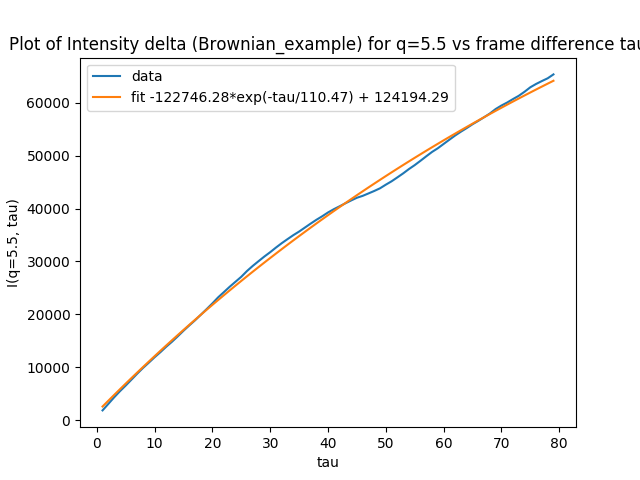 Plot of Intensity delta (Brownian_example) for q=5.5 vs frame difference tau
data
fit -122746.28*exp(-tau/110.47) + 124194.29
60000
50000
40000
30000
20000
10000
0
I(q=5.5, tau)
0 10 20 30 40 50 60 70 80
tau